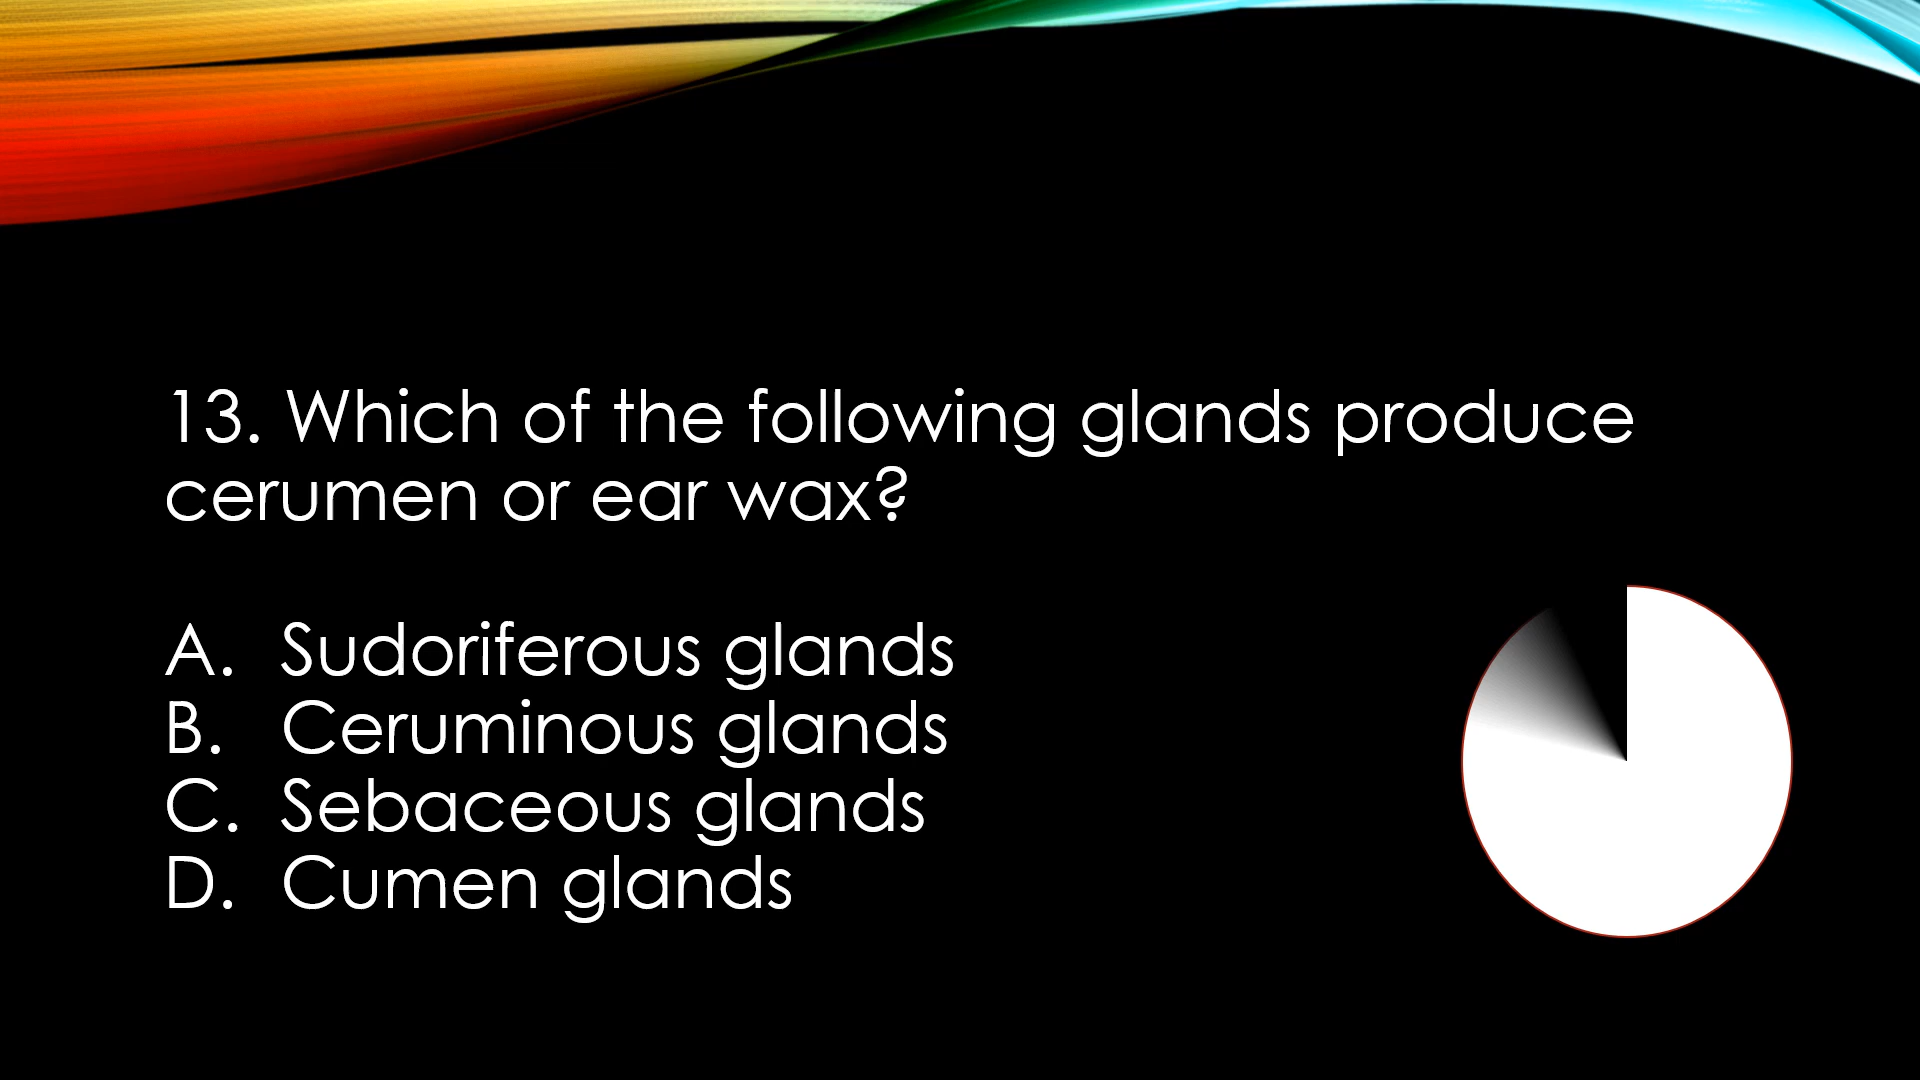 13. Which of the following glands produce
cerumen or ear wax?
A. Sudoriferous glands
B. Ceruminous glands
C. Sebaceous glands
D. Cumen glands